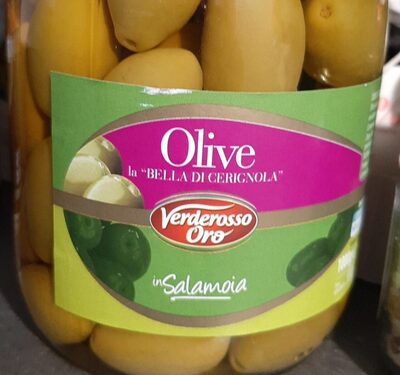 Olive
la "BELLA DI CERIGNOLA"
Verderosso
Oro
in Salamoia